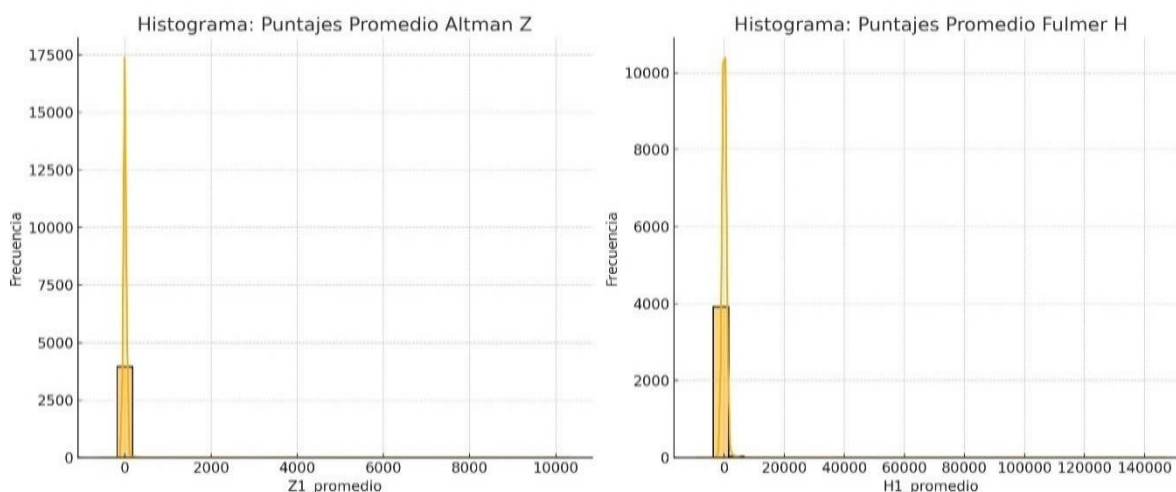 Histograma: Puntajes Promedio Altman Z
17500
15000
12500
10000
7500
5000
2500
0
Frecuencia
0 2000 4000 6000 8000 10000
Z1_promedio
Histograma: Puntajes Promedio Fulmer H
10000
8000
6000
4000
2000
0
Frecuencia
0 20000 40000 60000 80000 100000 120000 140000
H1_promedio